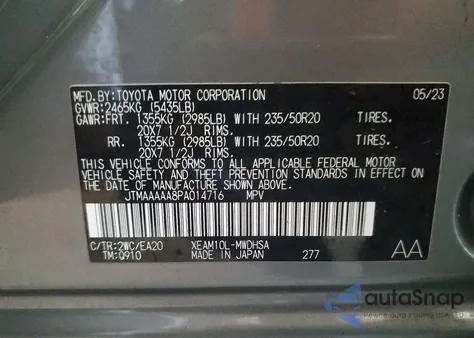 MFD.BY:TOYOTA MOTOR CORPORATION 05/23
GVWR:2465KG (5435LB)
GAWR:FRT. 1355KG (2985LB) WITH 235/50R20 TIRES.
20X7 1/2J RIMS.
RR. 1355KG (2985LB) WITH 235/50R20 TIRES.
20X7 1/2J RIMS.
THIS VEHICLE CONFORMS TO ALL APPLICABLE FEDERAL MOTOR
VEHICLE SAFETY AND THEFT PREVENTION STANDARDS IN EFFECT ON
THE DATE OF MANUFACTURE SHOWN ABOVE.
JTMAAAAA8PA014716 MPV
C/TR:2WC/EA20 XEAM10L-MWDHSA
TM:Q910 MADE IN JAPAN 277 AA
autoSnap